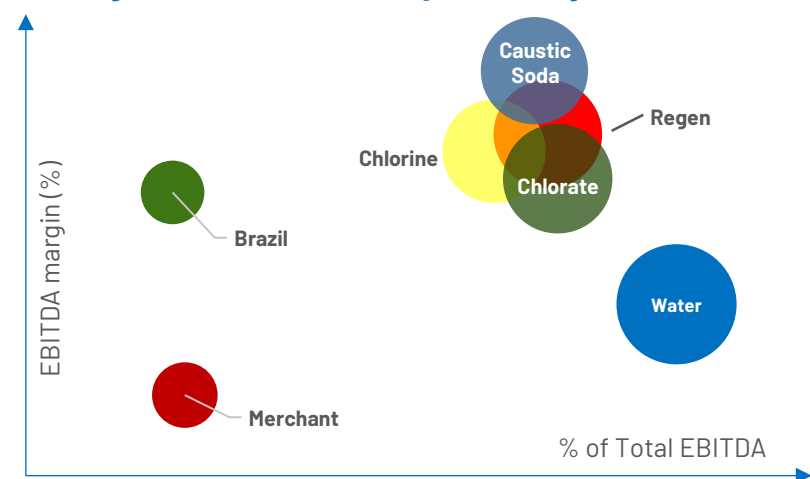 Caustic
Soda
Regen
Chlorine
Chlorate
Brazil
Water
Merchant
EBITDA margin (%)
% of Total EBITDA